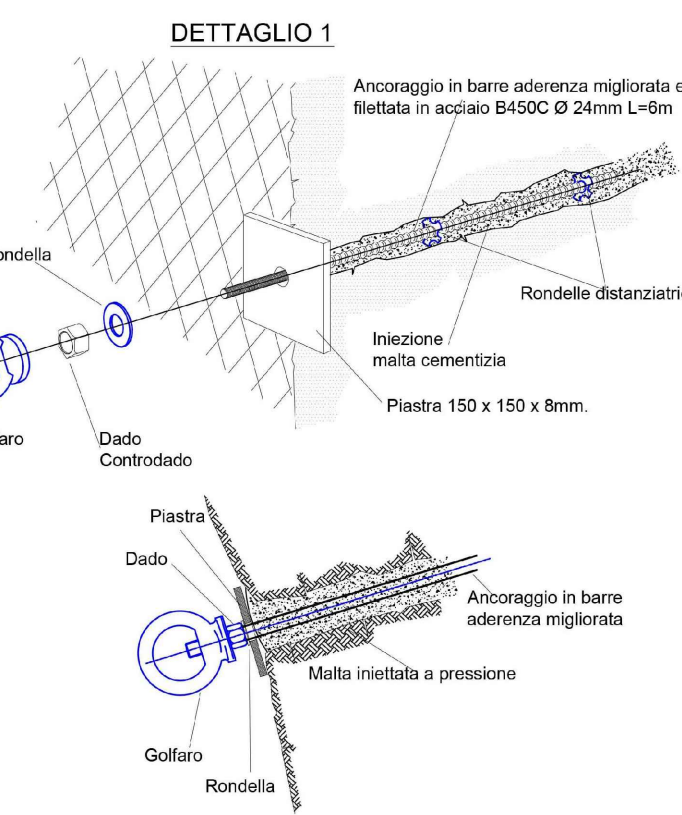 DETTAGLIO 1
Ancoraggio in barre aderenza migliorata e
filettata in acciaio B450C Ø 24mm L=6m
ondella
Rondelle distanziatri
Iniezione
malta cementizia
Piastra 150 x 150 x 8mm.
aro
Dado
Controdado
Piastra
Dado
Ancoraggio in barre
aderenza migliorata
Malta iniettata a pressione
Golfaro
Rondella